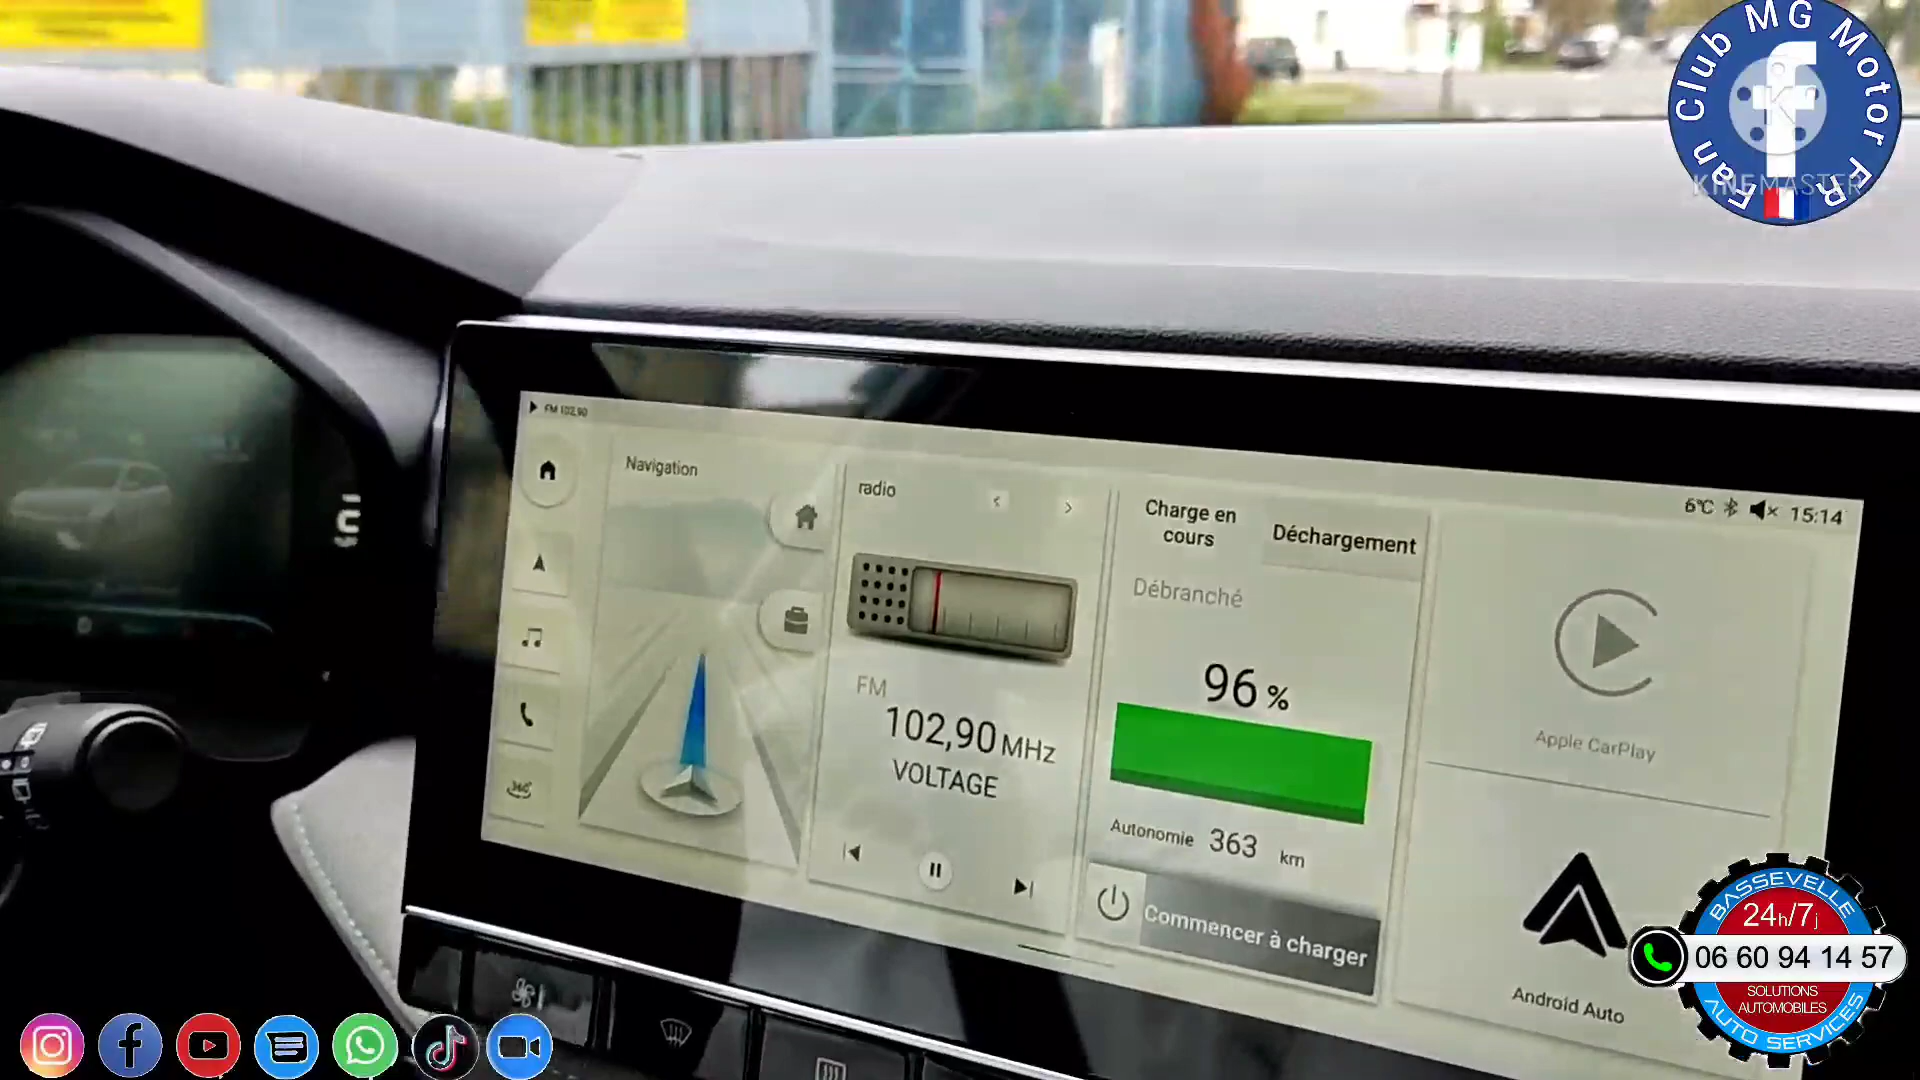 Fan Club MG Motor FR
KINEMASTER
FM 102,90
Navigation
radio
Charge en
cours
Déchargement
6°C
15:14
Débranché
96 %
FM
102,90 MHz
VOLTAGE
360°
Autonomie 363 km
Commencer à charger
Apple CarPlay
Android Auto
BASSEVELLE
24h/7j
06 60 94 14 57
SOLUTIONS
AUTOMOBILES
AUTO SERVICES